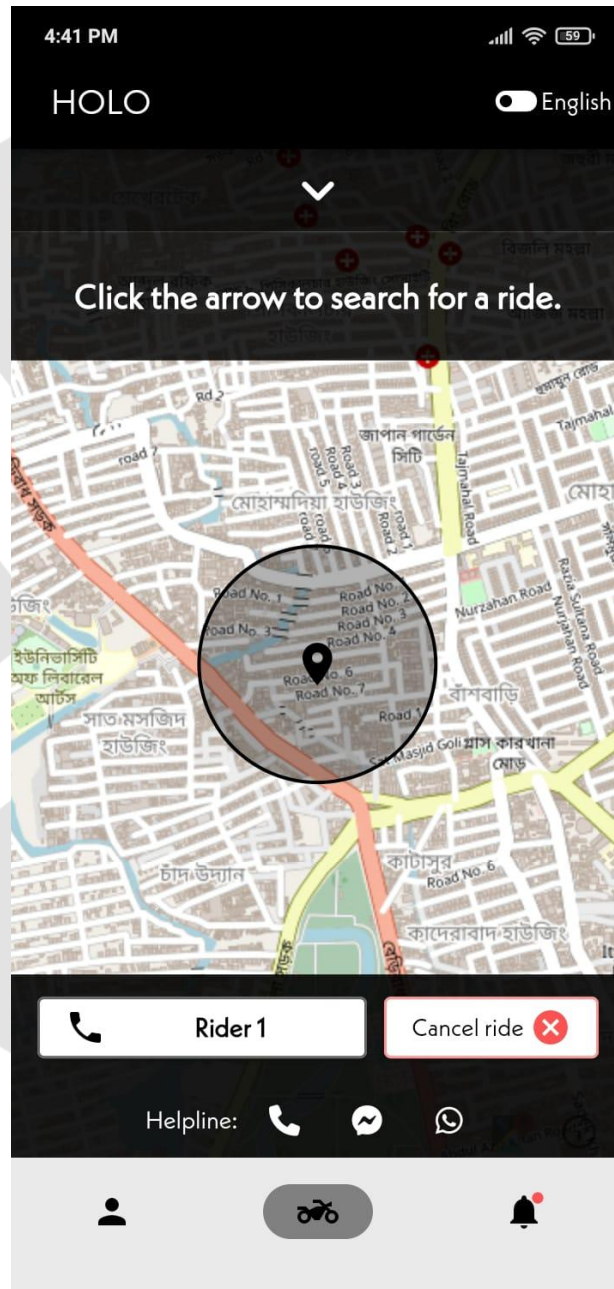 4:41 PM
59
HOLO
English
Click the arrow to search for a ride.
Rd 2
জাপান গার্ডেন
সিটি
Tajmahal
road 7
Road 3
Road 4
road 5
মোহাম্মদিয়া হাউজিং
Road 1
Road 2
Tajmahal Road
Road No. 1
Road No. 2
Road No. 3
Road No. 4
road No. 3
Nurzahan Road
Razia Sultana Road
Nurjahan Road
ইউনিভার্সিটি
অফ লিবারেল
আর্টস
Road No. 6
Road No. 7
বাঁশবাড়ি
সাত মসজিদ
হাউজিং
Road 1
Sat Masjid Goli
গ্লাস কারখানা
মোড়
চাঁদ উদ্যান
কাটাসুর
Road No. 6
কাদেরাবাদ হাউজিং
Rider 1
Cancel ride
Helpline: